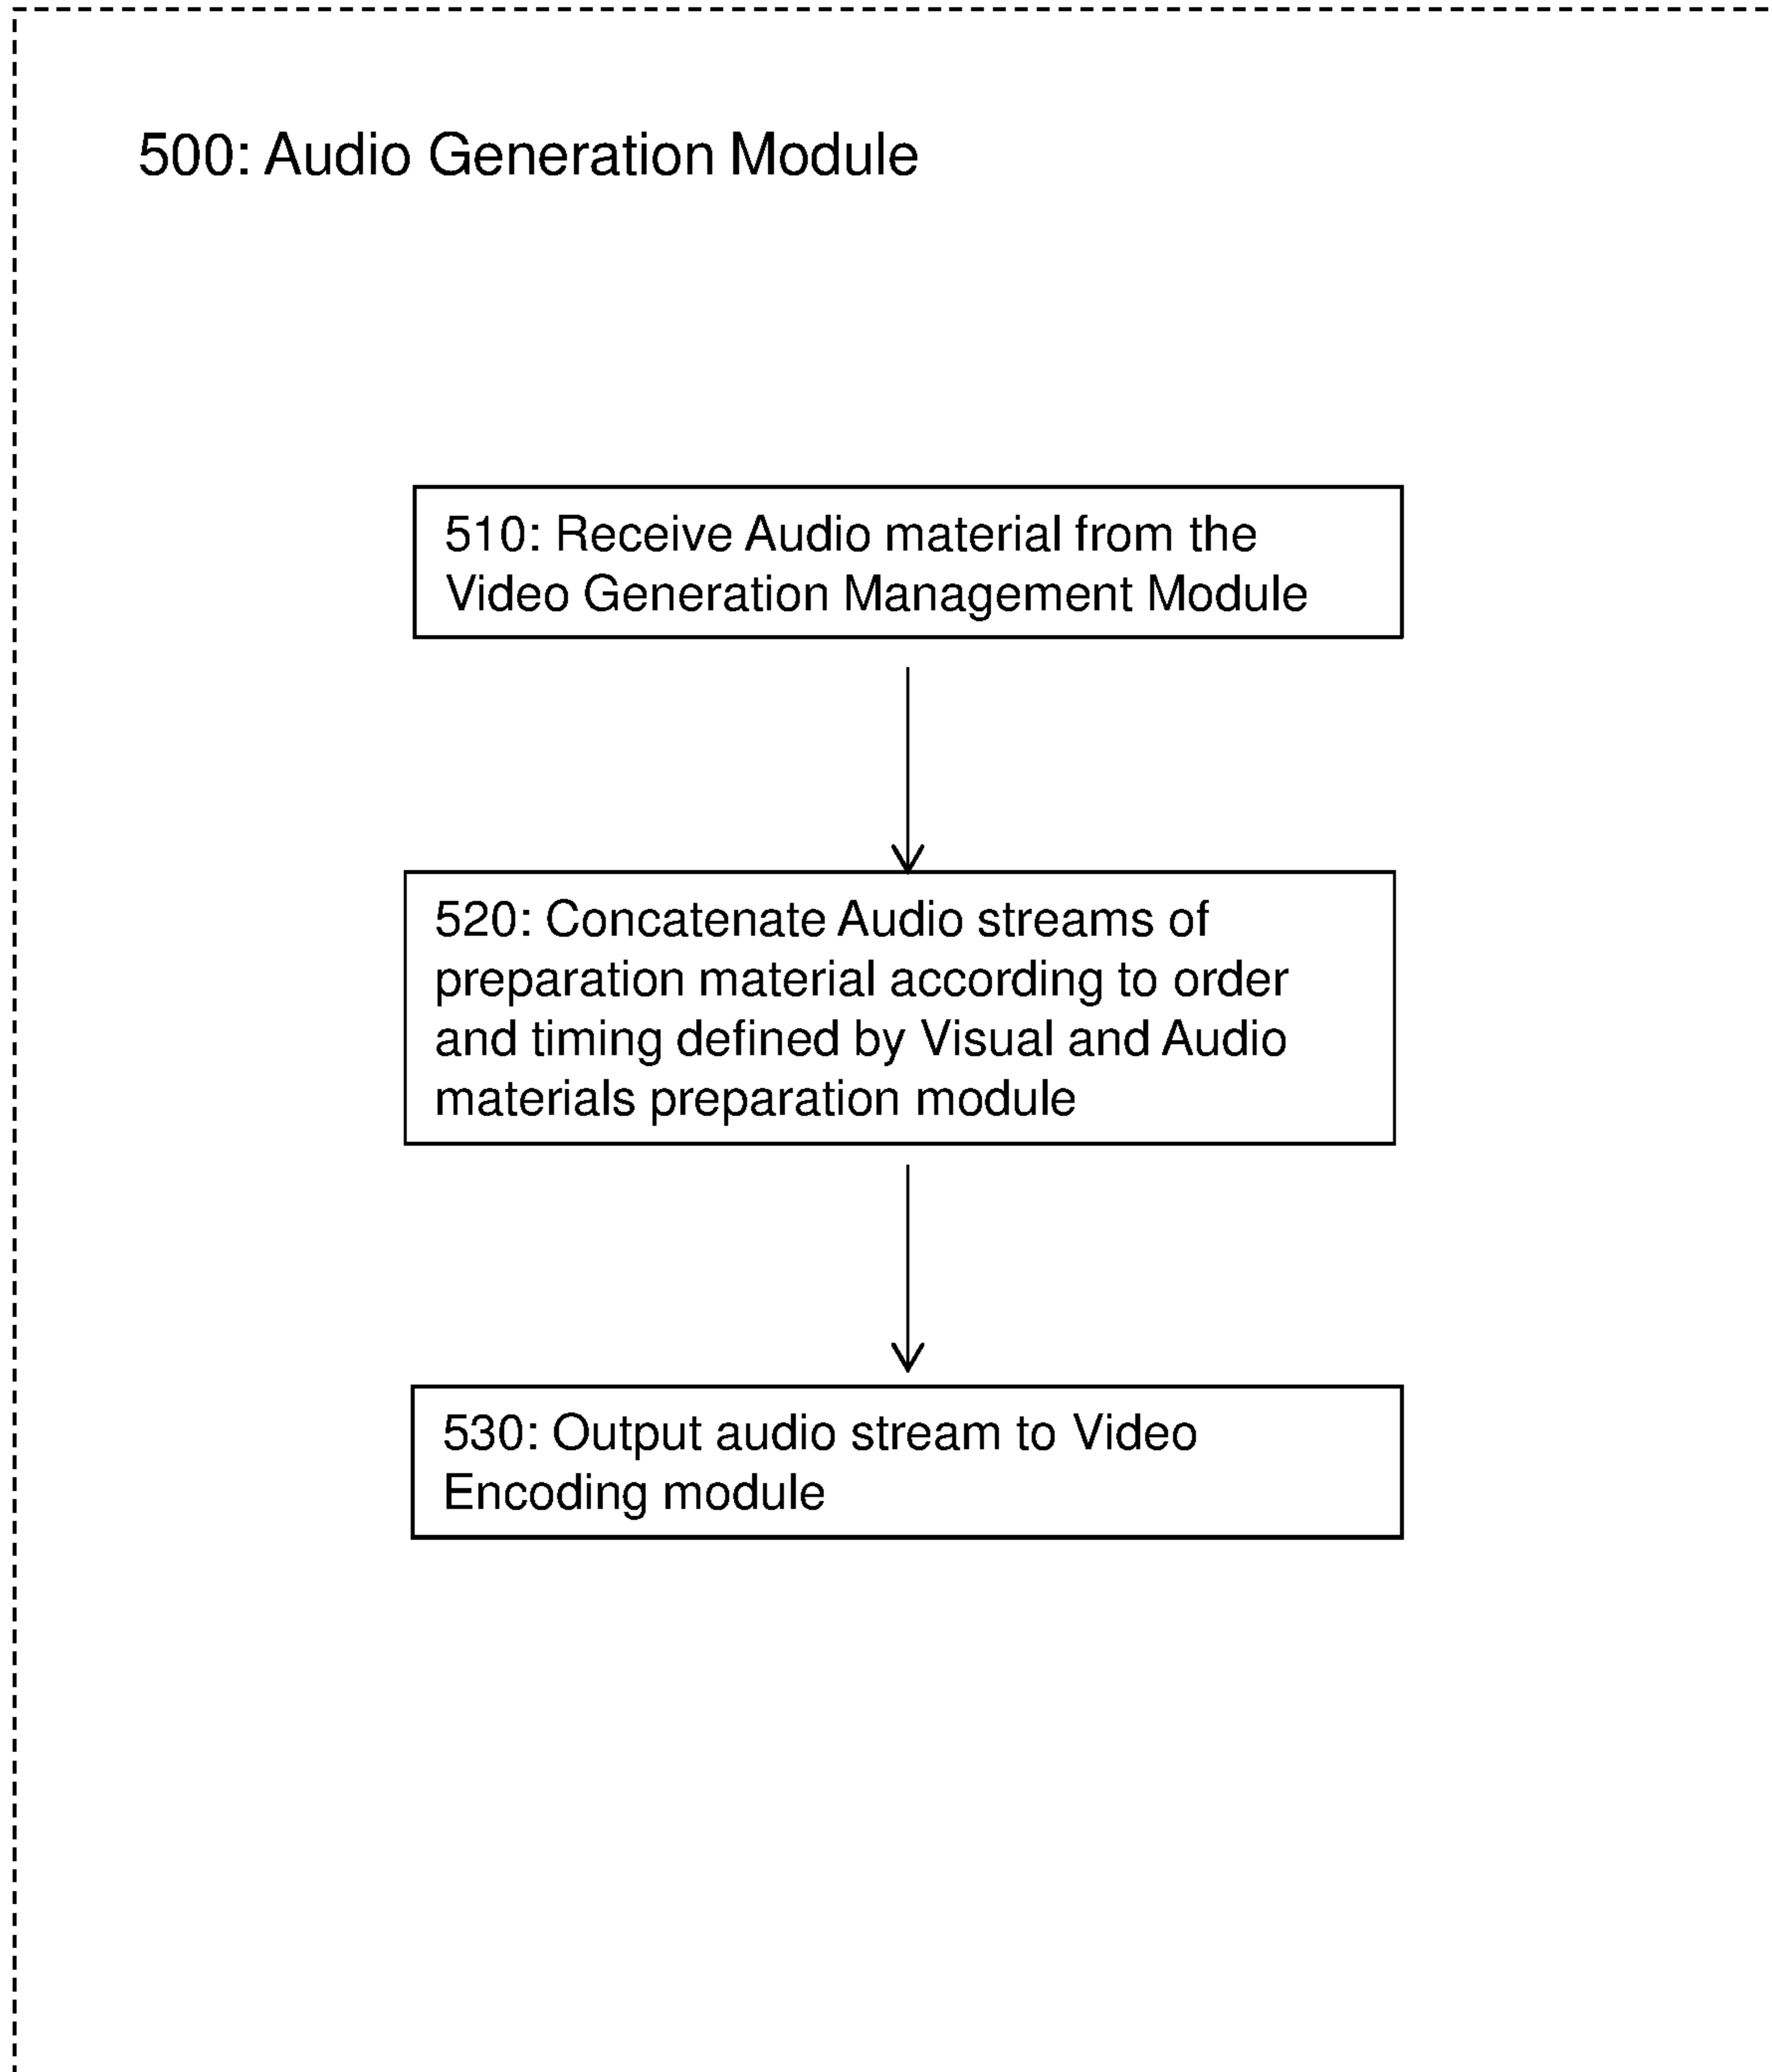 500: Audio Generation Module
510: Receive Audio material from the
Video Generation Management Module
520: Concatenate Audio streams of
preparation material according to order
and timing defined by Visual and Audio
materials preparation module
530: Output audio stream to Video
Encoding module